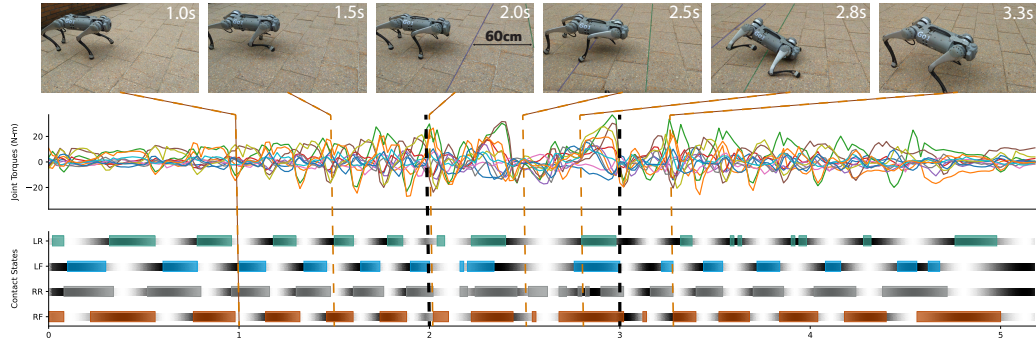 1.0s
1.5s
2.0s
2.5s
2.8s
3.3s
60cm
Joint Torques (N•m)
20
0
−20
Contact States
LR
LF
RR
RF
0
1
2
3
4
5